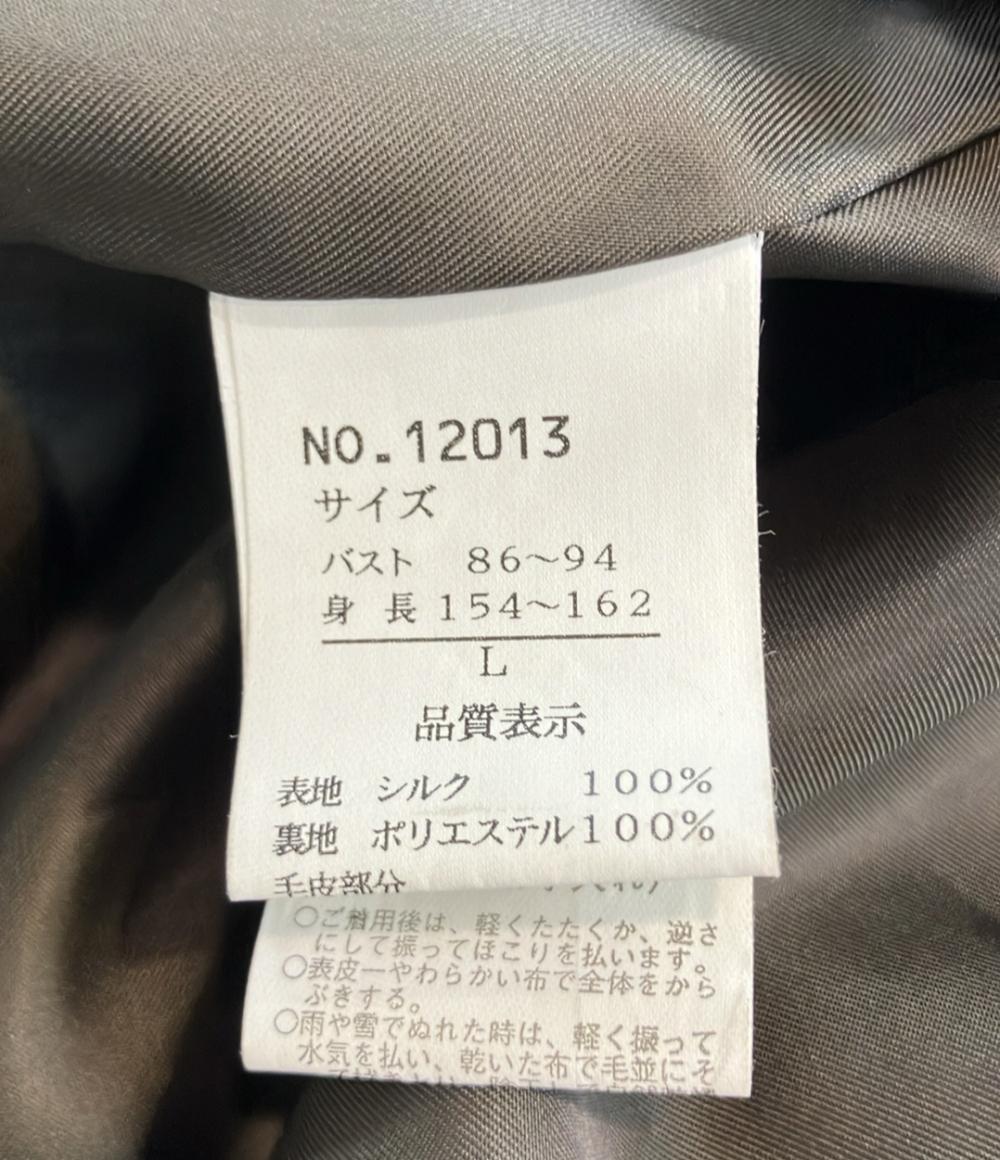 NO.12013
サイズ
バスト 86～94
身長 154～162
L
品質表示
表地 シルク 100%
裏地 ポリエステル 100%
毛皮部分
○ご着用後は、軽くたたくか、逆さ
にして振ってほこりを払います。
○表皮ーやわらかい布で全体をから
ぶきする。
○雨や雪でぬれた時は、軽く振って
水気を払い、乾いた布で毛並にそ